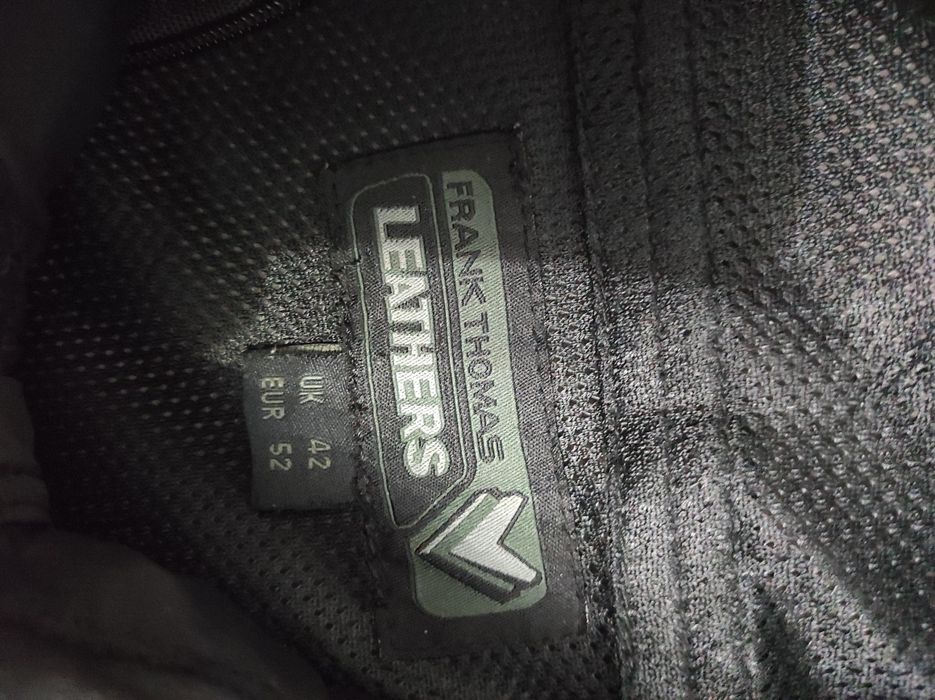 FRANK THOMAS
LEATHERS
UK 42
EUR 52